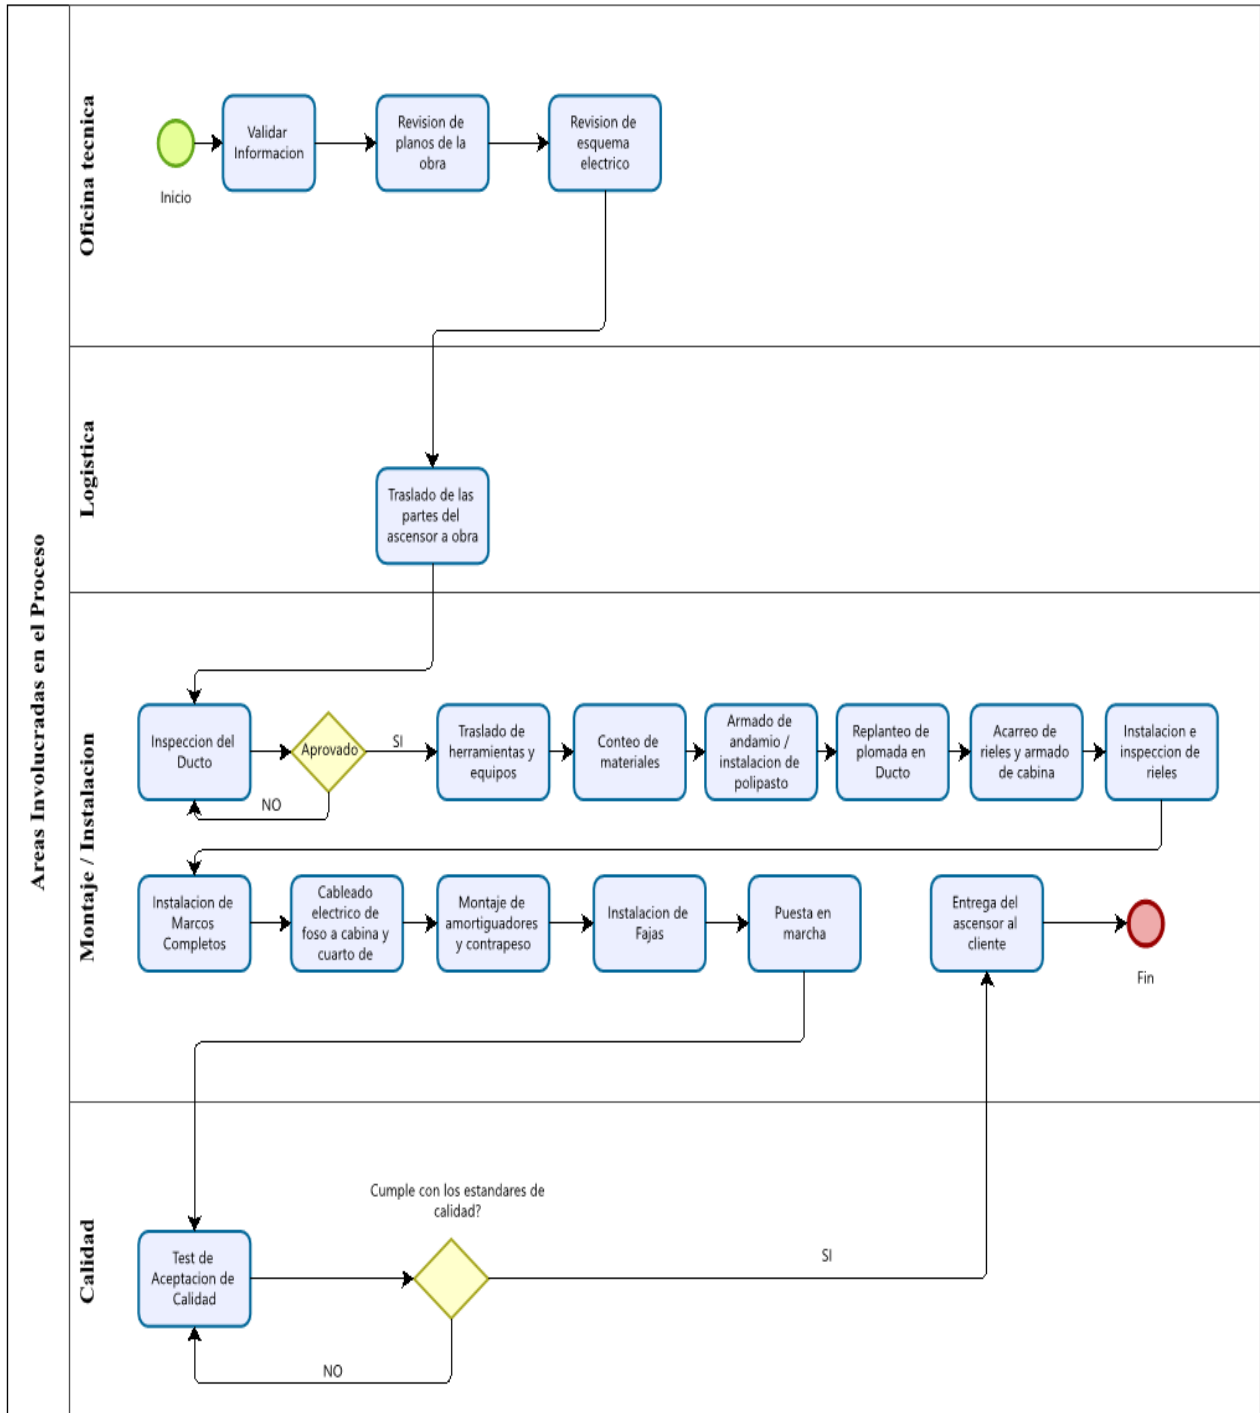 Areas Involucradas en el Proceso
Oficina tecnica
Inicio
Validar
Informacion
Revision de
planos de la
obra
Revision de
esquema
electrico
Logistica
Traslado de las
partes del
ascensor a obra
Montaje / Instalacion
Inspeccion del
Ducto
Aprovado
SI
NO
Traslado de
herramientas y
equipos
Conteo de
materiales
Armado de
andamio /
instalacion de
polipasto
Replanteo de
plomada en
Ducto
Acarreo de
rieles y armado
de cabina
Instalacion e
inspeccion de
rieles
Instalacion de
Marcos
Completos
Cableado
electrico de
foso a cabina y
cuarto de
Montaje de
amortiguadores
y contrapeso
Instalacion de
Fajas
Puesta en
marcha
Entrega del
ascensor al
cliente
Fin
Calidad
Test de
Aceptacion de
Calidad
Cumple con los estandares de
calidad?
SI
NO